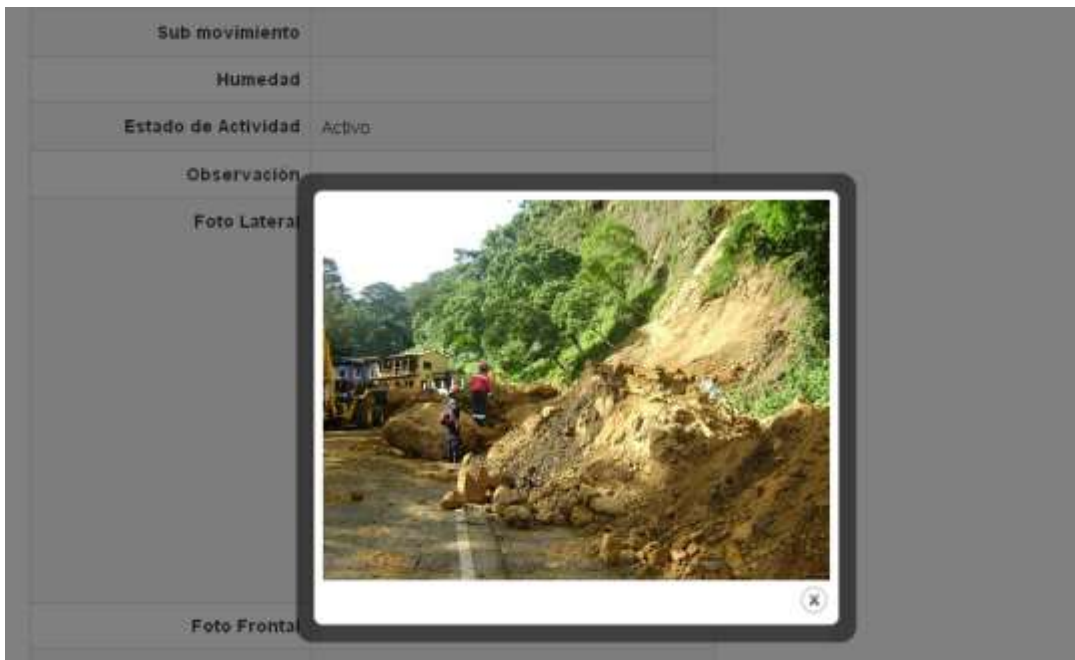 Sub movimiento
Humedad
Estado de Actividad Activo
Observación
Foto Lateral
Foto Frontal
X